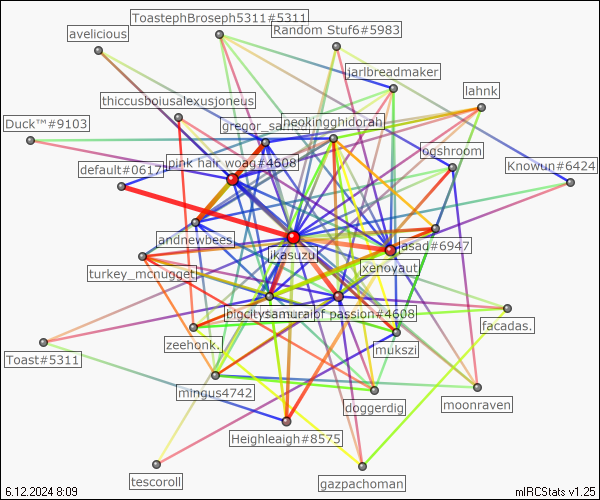 ToastephBroseph5311#5311
Random Stuf6#5983
avelicious
jarlbreadmaker
lahnk
thiccusboiusalexusjoneus
Duck™#9103
neokingghidorah
ogshroom
default#0617
pink hair woag#4608
Knowun#6424
andnewbees
asad#6947
ikasuzu
xenoyaut
turkey_mcnugget
bigcitysamurai
of passion#4608
facadas.
zeehonk.
mukszi
Toast#5311
mingus4742
doggerdig
moonraven
Heighleaigh#8575
tescoroll
gazpachoman
6.12.2024 8:09
mIRCStats v1.25